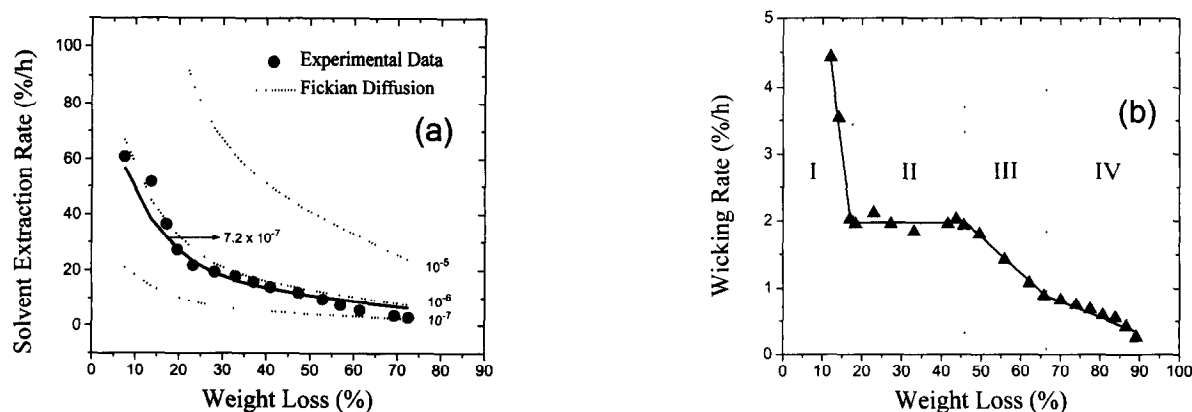 Solvent Extraction Rate (%/h)
100
80
60
40
20
0
Experimental Data
Fickian Diffusion
(a)
7.2 x 10⁻⁷
10⁻⁵
10⁻⁶
10⁻⁷
0 10 20 30 40 50 60 70 80 90
Weight Loss (%)
Wicking Rate (%/h)
5
4
3
2
1
0
(b)
I II III IV
0 10 20 30 40 50 60 70 80 90 100
Weight Loss (%)